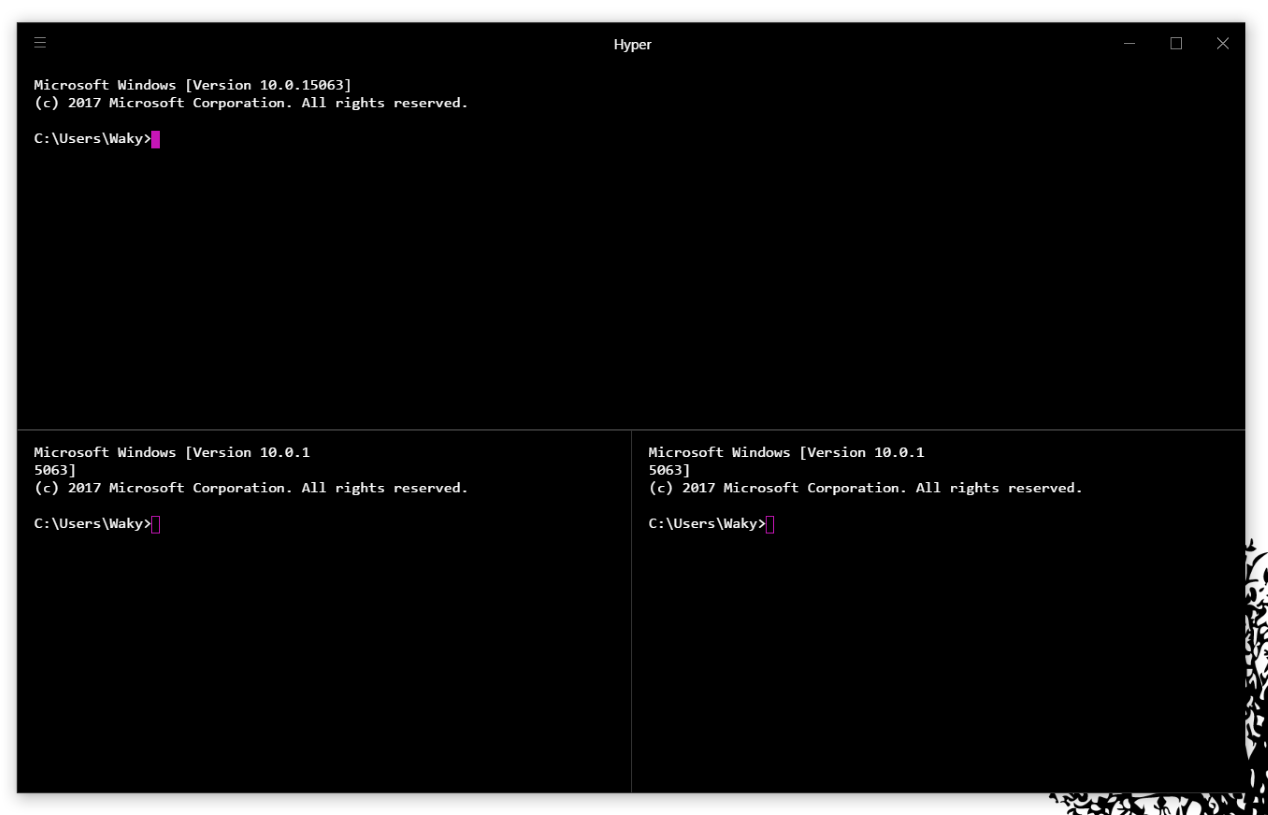 Hyper
Microsoft Windows [Version 10.0.15063]
(c) 2017 Microsoft Corporation. All rights reserved.
C:\Users\Waky>
Microsoft Windows [Version 10.0.1
5063]
(c) 2017 Microsoft Corporation. All rights reserved.
C:\Users\Waky>
Microsoft Windows [Version 10.0.1
5063]
(c) 2017 Microsoft Corporation. All rights reserved.
C:\Users\Waky>